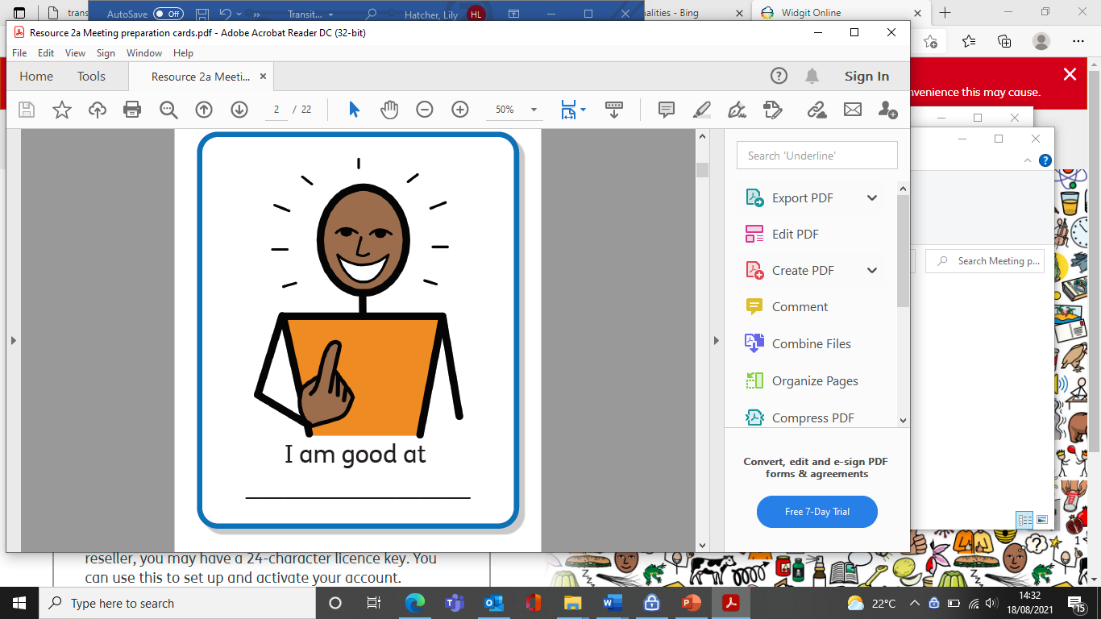 trans
AutoSave Off
Transit...
Hatcher, Lily HL
nalities - Bing
Widgit Online
Resource 2a Meeting preparation cards.pdf - Adobe Acrobat Reader DC (32-bit)
File Edit View Sign Window Help
Home Tools Resource 2a Meeti... Sign In
2 / 22 50%
nvenience this may cause.
Search 'Underline'
Export PDF
Edit PDF
Create PDF
Comment
Combine Files
Organize Pages
Compress PDF
Convert, edit and e-sign PDF
forms & agreements
Free 7-Day Trial
Search Meeting p...
I am good at
reseller, you may have a 24-character licence key. You
can use this to set up and activate your account.
Type here to search
22°C
14:32
18/08/2021
15